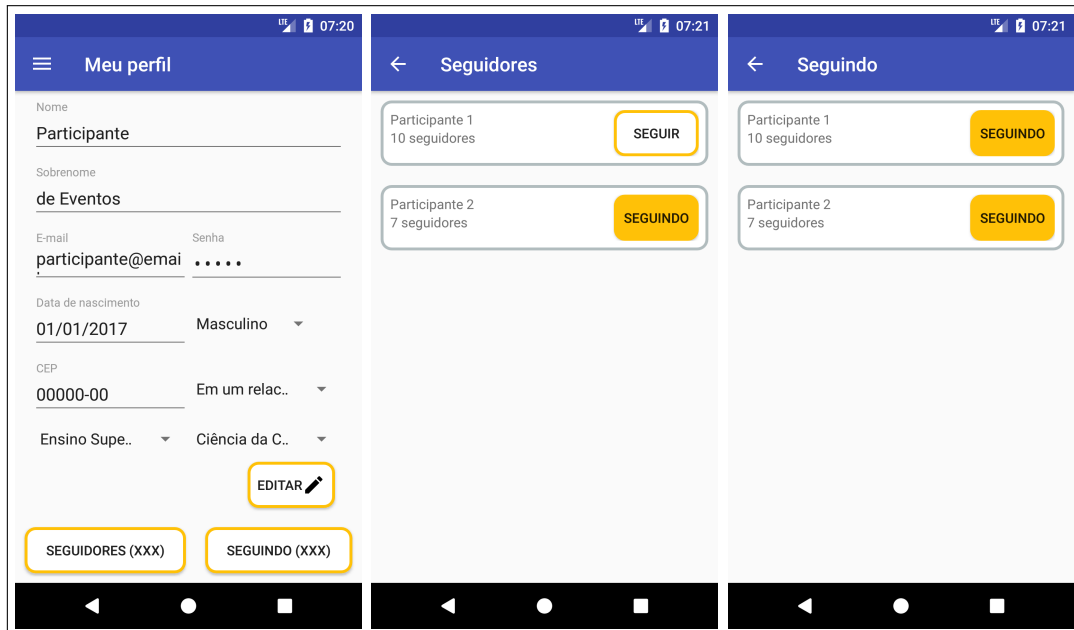 LTE 07:20
Meu perfil
Nome
Participante
Sobrenome
de Eventos
E-mail Senha
participante@emai •••••
Data de nascimento
01/01/2017 Masculino
CEP
00000-00 Em um relac..
Ensino Supe.. Ciência da C..
EDITAR
SEGUIDORES (XXX) SEGUINDO (XXX)
LTE 07:21
Seguidores
Participante 1
10 seguidores
SEGUIR
Participante 2
7 seguidores
SEGUINDO
LTE 07:21
Seguindo
Participante 1
10 seguidores
SEGUINDO
Participante 2
7 seguidores
SEGUINDO